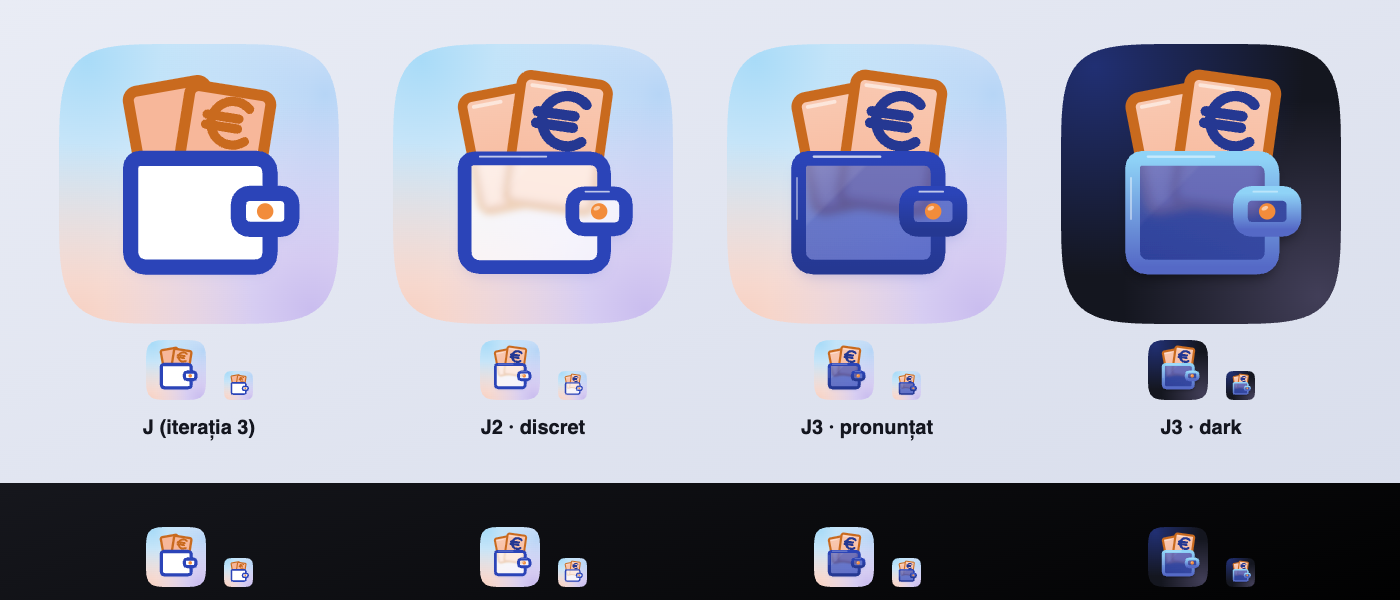 €
€
€
€
J (iterația 3)
J2 · discret
J3 · pronunțat
J3 · dark